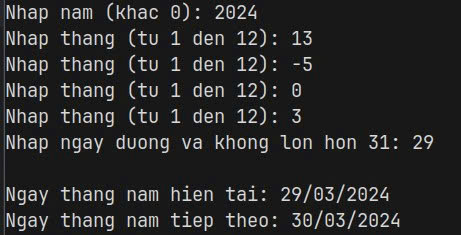 Nhap nam (khac 0): 2024
Nhap thang (tu 1 den 12): 13
Nhap thang (tu 1 den 12): -5
Nhap thang (tu 1 den 12): 0
Nhap thang (tu 1 den 12): 3
Nhap ngay duong va khong lon hon 31: 29
Ngay thang nam hien tai: 29/03/2024
Ngay thang nam tiep theo: 30/03/2024